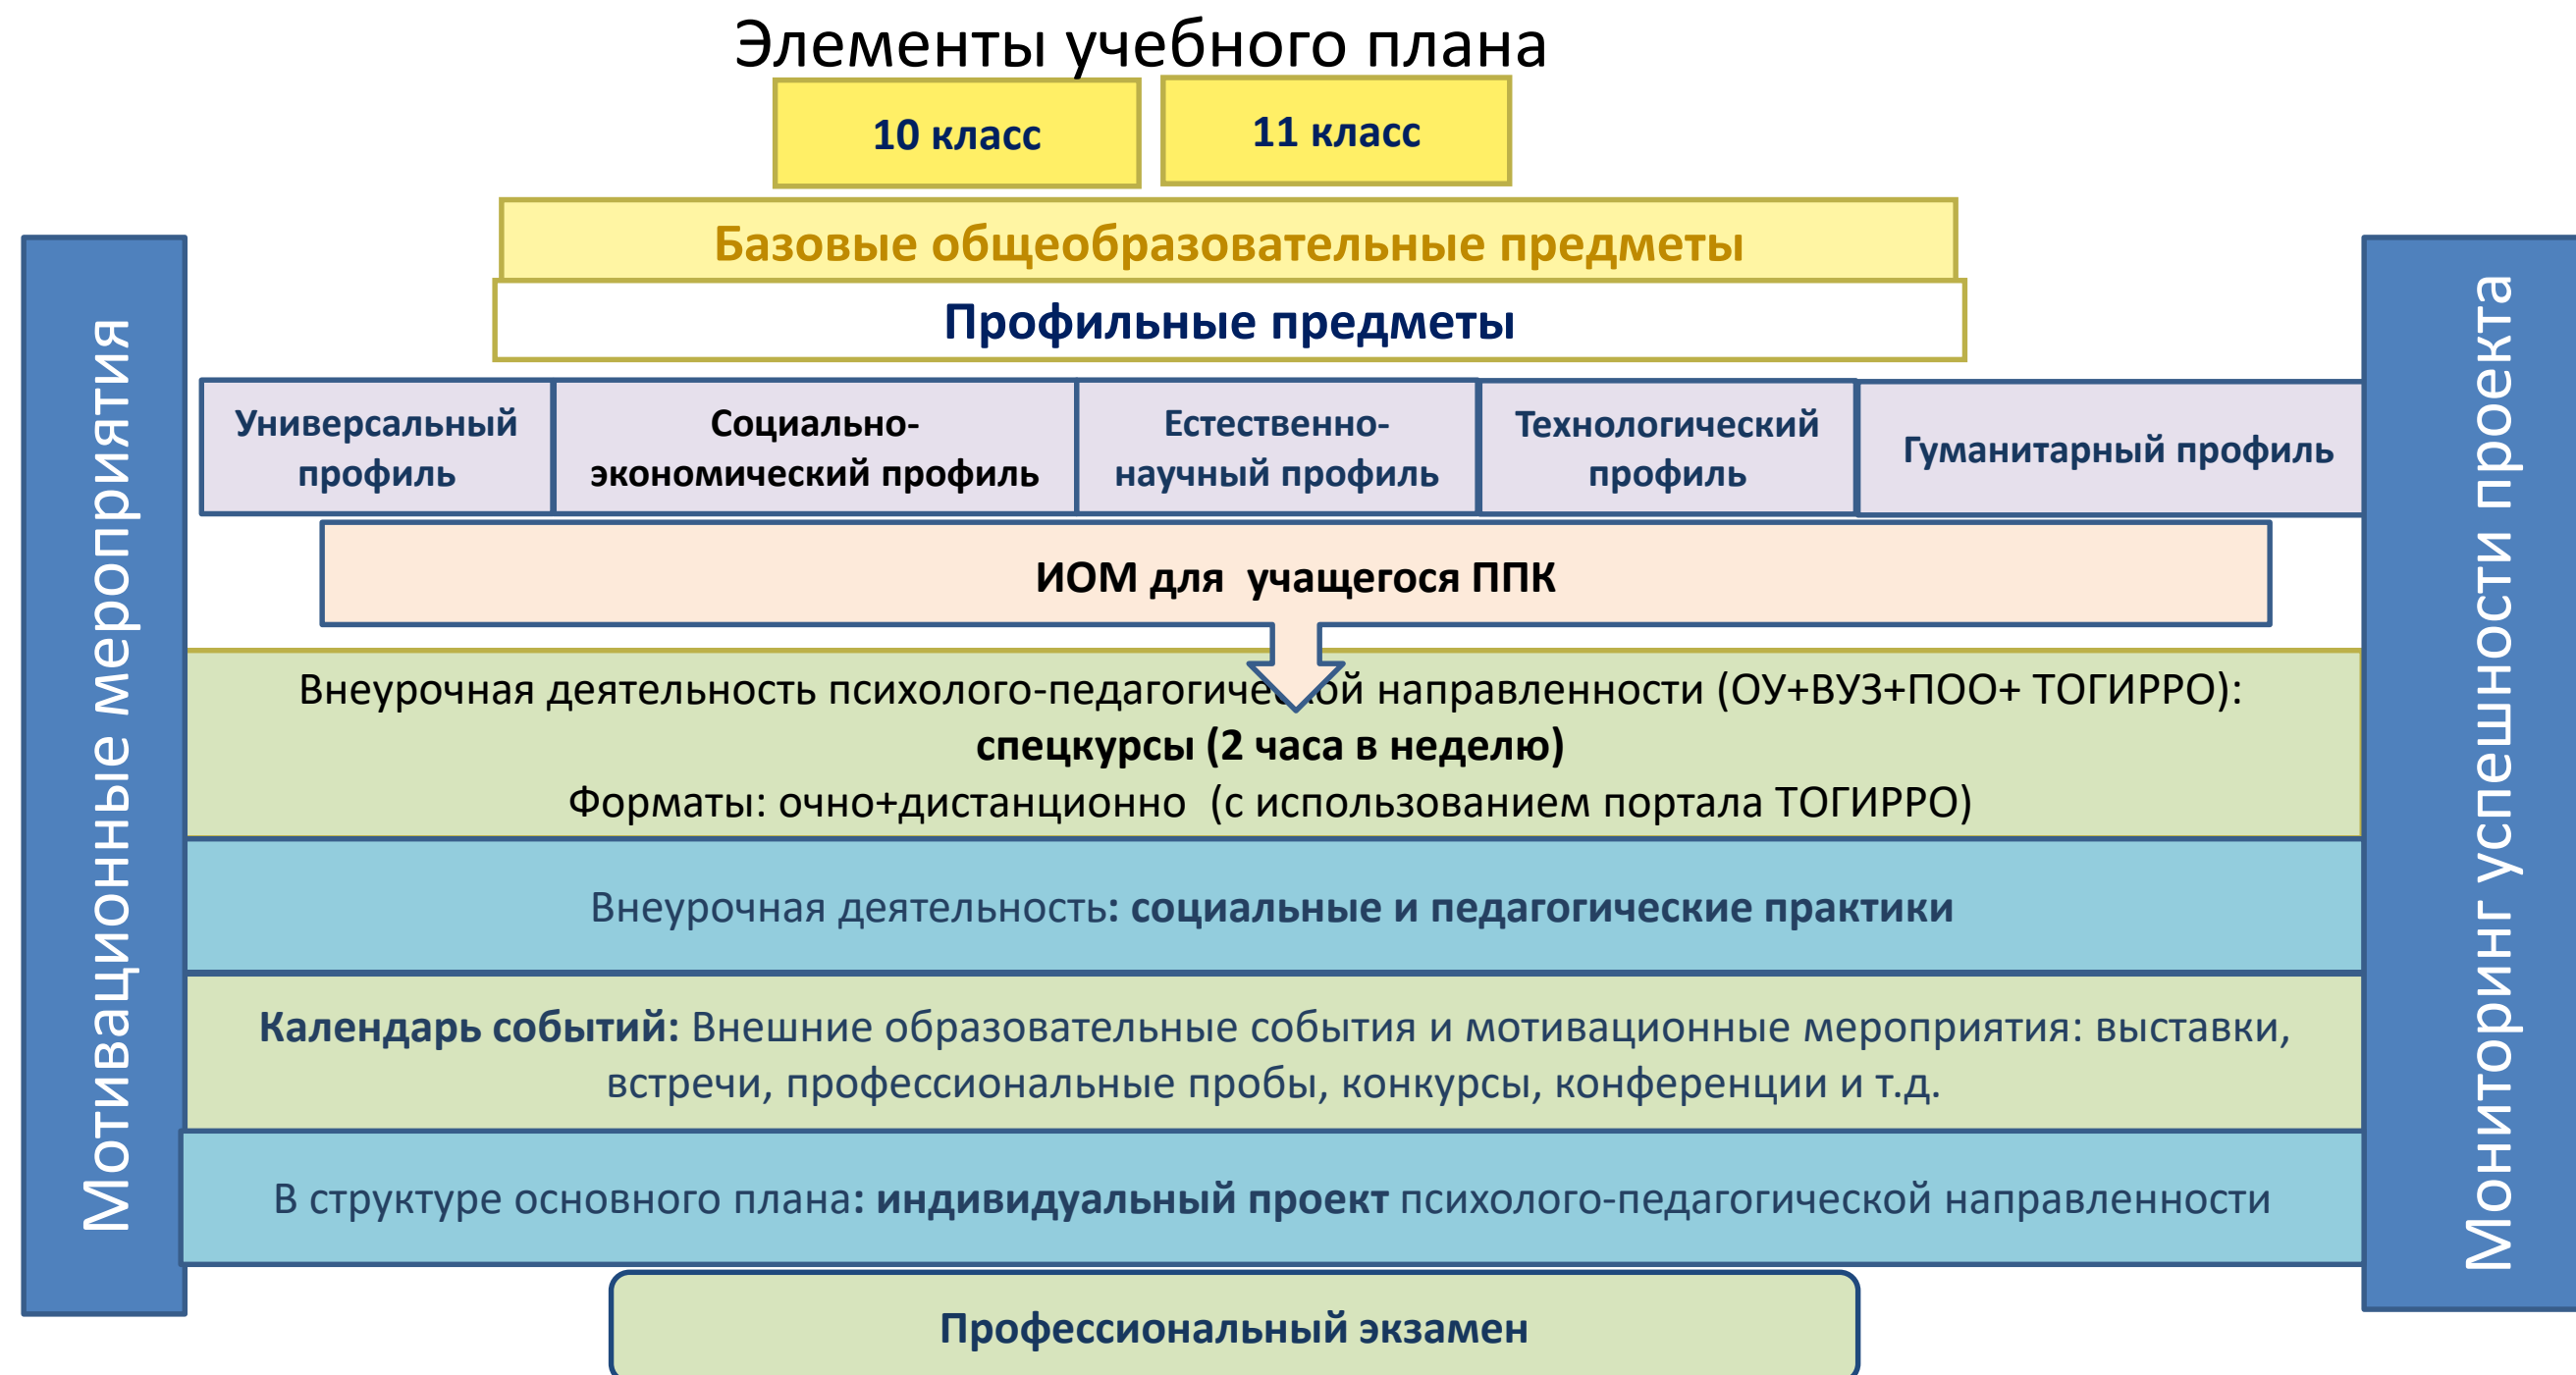 Элементы учебного плана
10 класс
11 класс
Базовые общеобразовательные предметы
Профильные предметы
Мотивационные мероприятия
Универсальный
профиль
Социально-
экономический профиль
Естественно-
научный профиль
Технологический
профиль
Гуманитарный профиль
Мониторинг успешности проекта
ИОМ для учащегося ППК
Внеурочная деятельность психолого-педагогической направленности (ОУ+ВУЗ+ПОО+ ТОГИРРО):
спецкурсы (2 часа в неделю)
Форматы: очно+дистанционно (с использованием портала ТОГИРРО)
Внеурочная деятельность: социальные и педагогические практики
Календарь событий: Внешние образовательные события и мотивационные мероприятия: выставки,
встречи, профессиональные пробы, конкурсы, конференции и т.д.
В структуре основного плана: индивидуальный проект психолого-педагогической направленности
Профессиональный экзамен